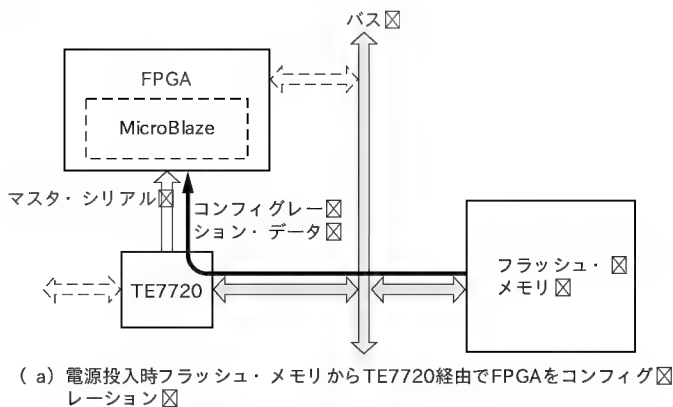 バス
FPGA
MicroBlaze
マスタ・シリアル
コンフィグレー
ション・データ
TE7720
フラッシュ・
メモリ
( a) 電源投入時フラッシュ・メモリからTE7720経由でFPGAをコンフィグ
レーション